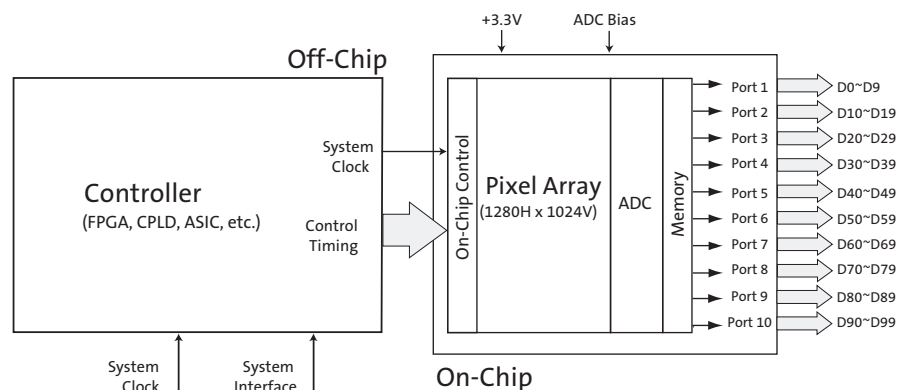 +3.3V
ADC Bias
Off-Chip
Controller
(FPGA, CPLD, ASIC, etc.)
System
Clock
Control
Timing
On-Chip Control
Pixel Array
(1280H x 1024V)
ADC
Memory
Port 1
D0~D9
Port 2
D10~D19
Port 3
D20~D29
Port 4
D30~D39
Port 5
D40~D49
Port 6
D50~D59
Port 7
D60~D69
Port 8
D70~D79
Port 9
D80~D89
Port 10
D90~D99
System
Clock
System
Interface
On-Chip